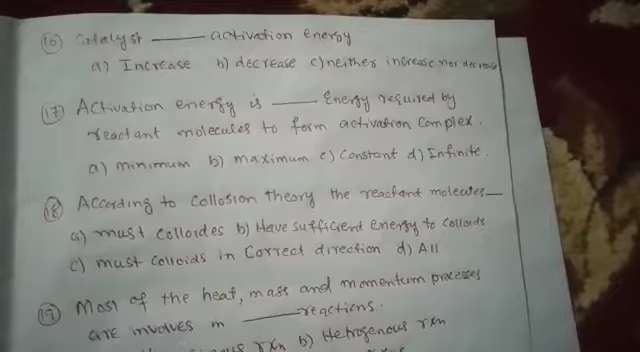 (16) Catalyst ——— activation energy
a) Increase b) decrease c) neither increase nor decrease
(17) Activation energy is ——— Energy required by
reactant molecules to form activation Complex.
a) minimum b) maximum c) Constant d) Infinite.
(18) According to Collosion theory the reactant molecules —
a) must Colloides b) Have sufficient energy to Colloids
c) must Colloids in Correct direction d) All
(19) Most of the heat, mass and momentum processes
are involves in ——— reactions.
rxn b) Hetrogenous rxn